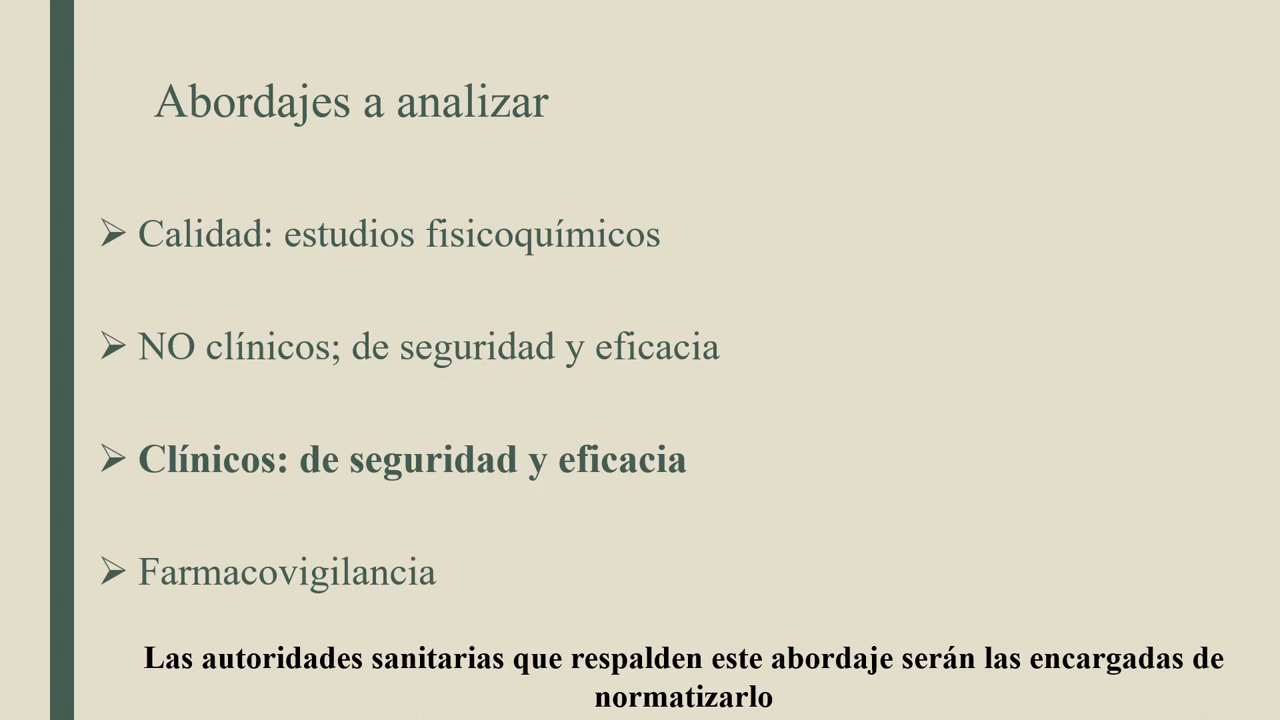 Abordajes a analizar
➢ Calidad: estudios fisicoquímicos
➢ NO clínicos; de seguridad y eficacia
➢ Clínicos: de seguridad y eficacia
➢ Farmacovigilancia
Las autoridades sanitarias que respalden este abordaje serán las encargadas de
normatizarlo